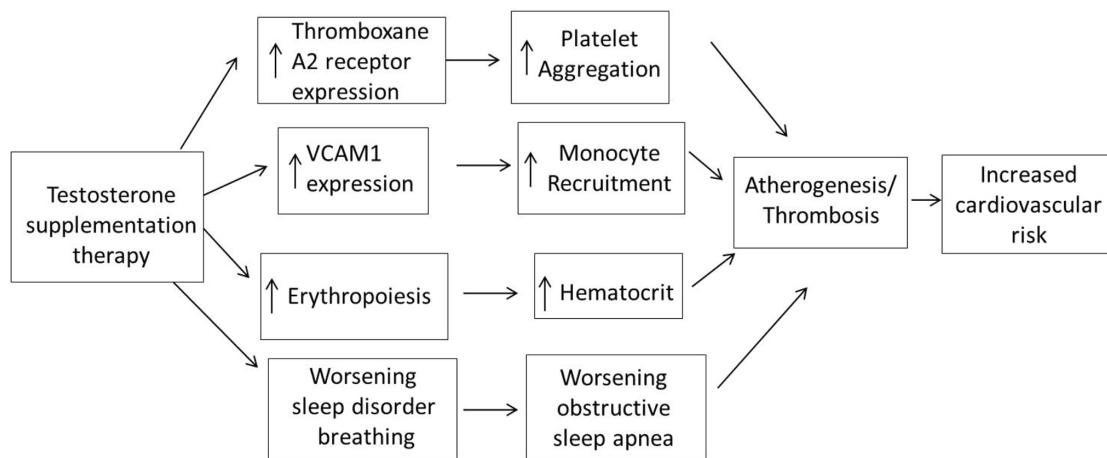 Testosterone
supplementation
therapy
↑ Thromboxane
A2 receptor
expression
↑ Platelet
Aggregation
↑ VCAM1
expression
↑ Monocyte
Recruitment
↑ Erythropoiesis
↑ Hematocrit
Worsening
sleep disorder
breathing
Worsening
obstructive
sleep apnea
Atherogenesis/
Thrombosis
Increased
cardiovascular
risk